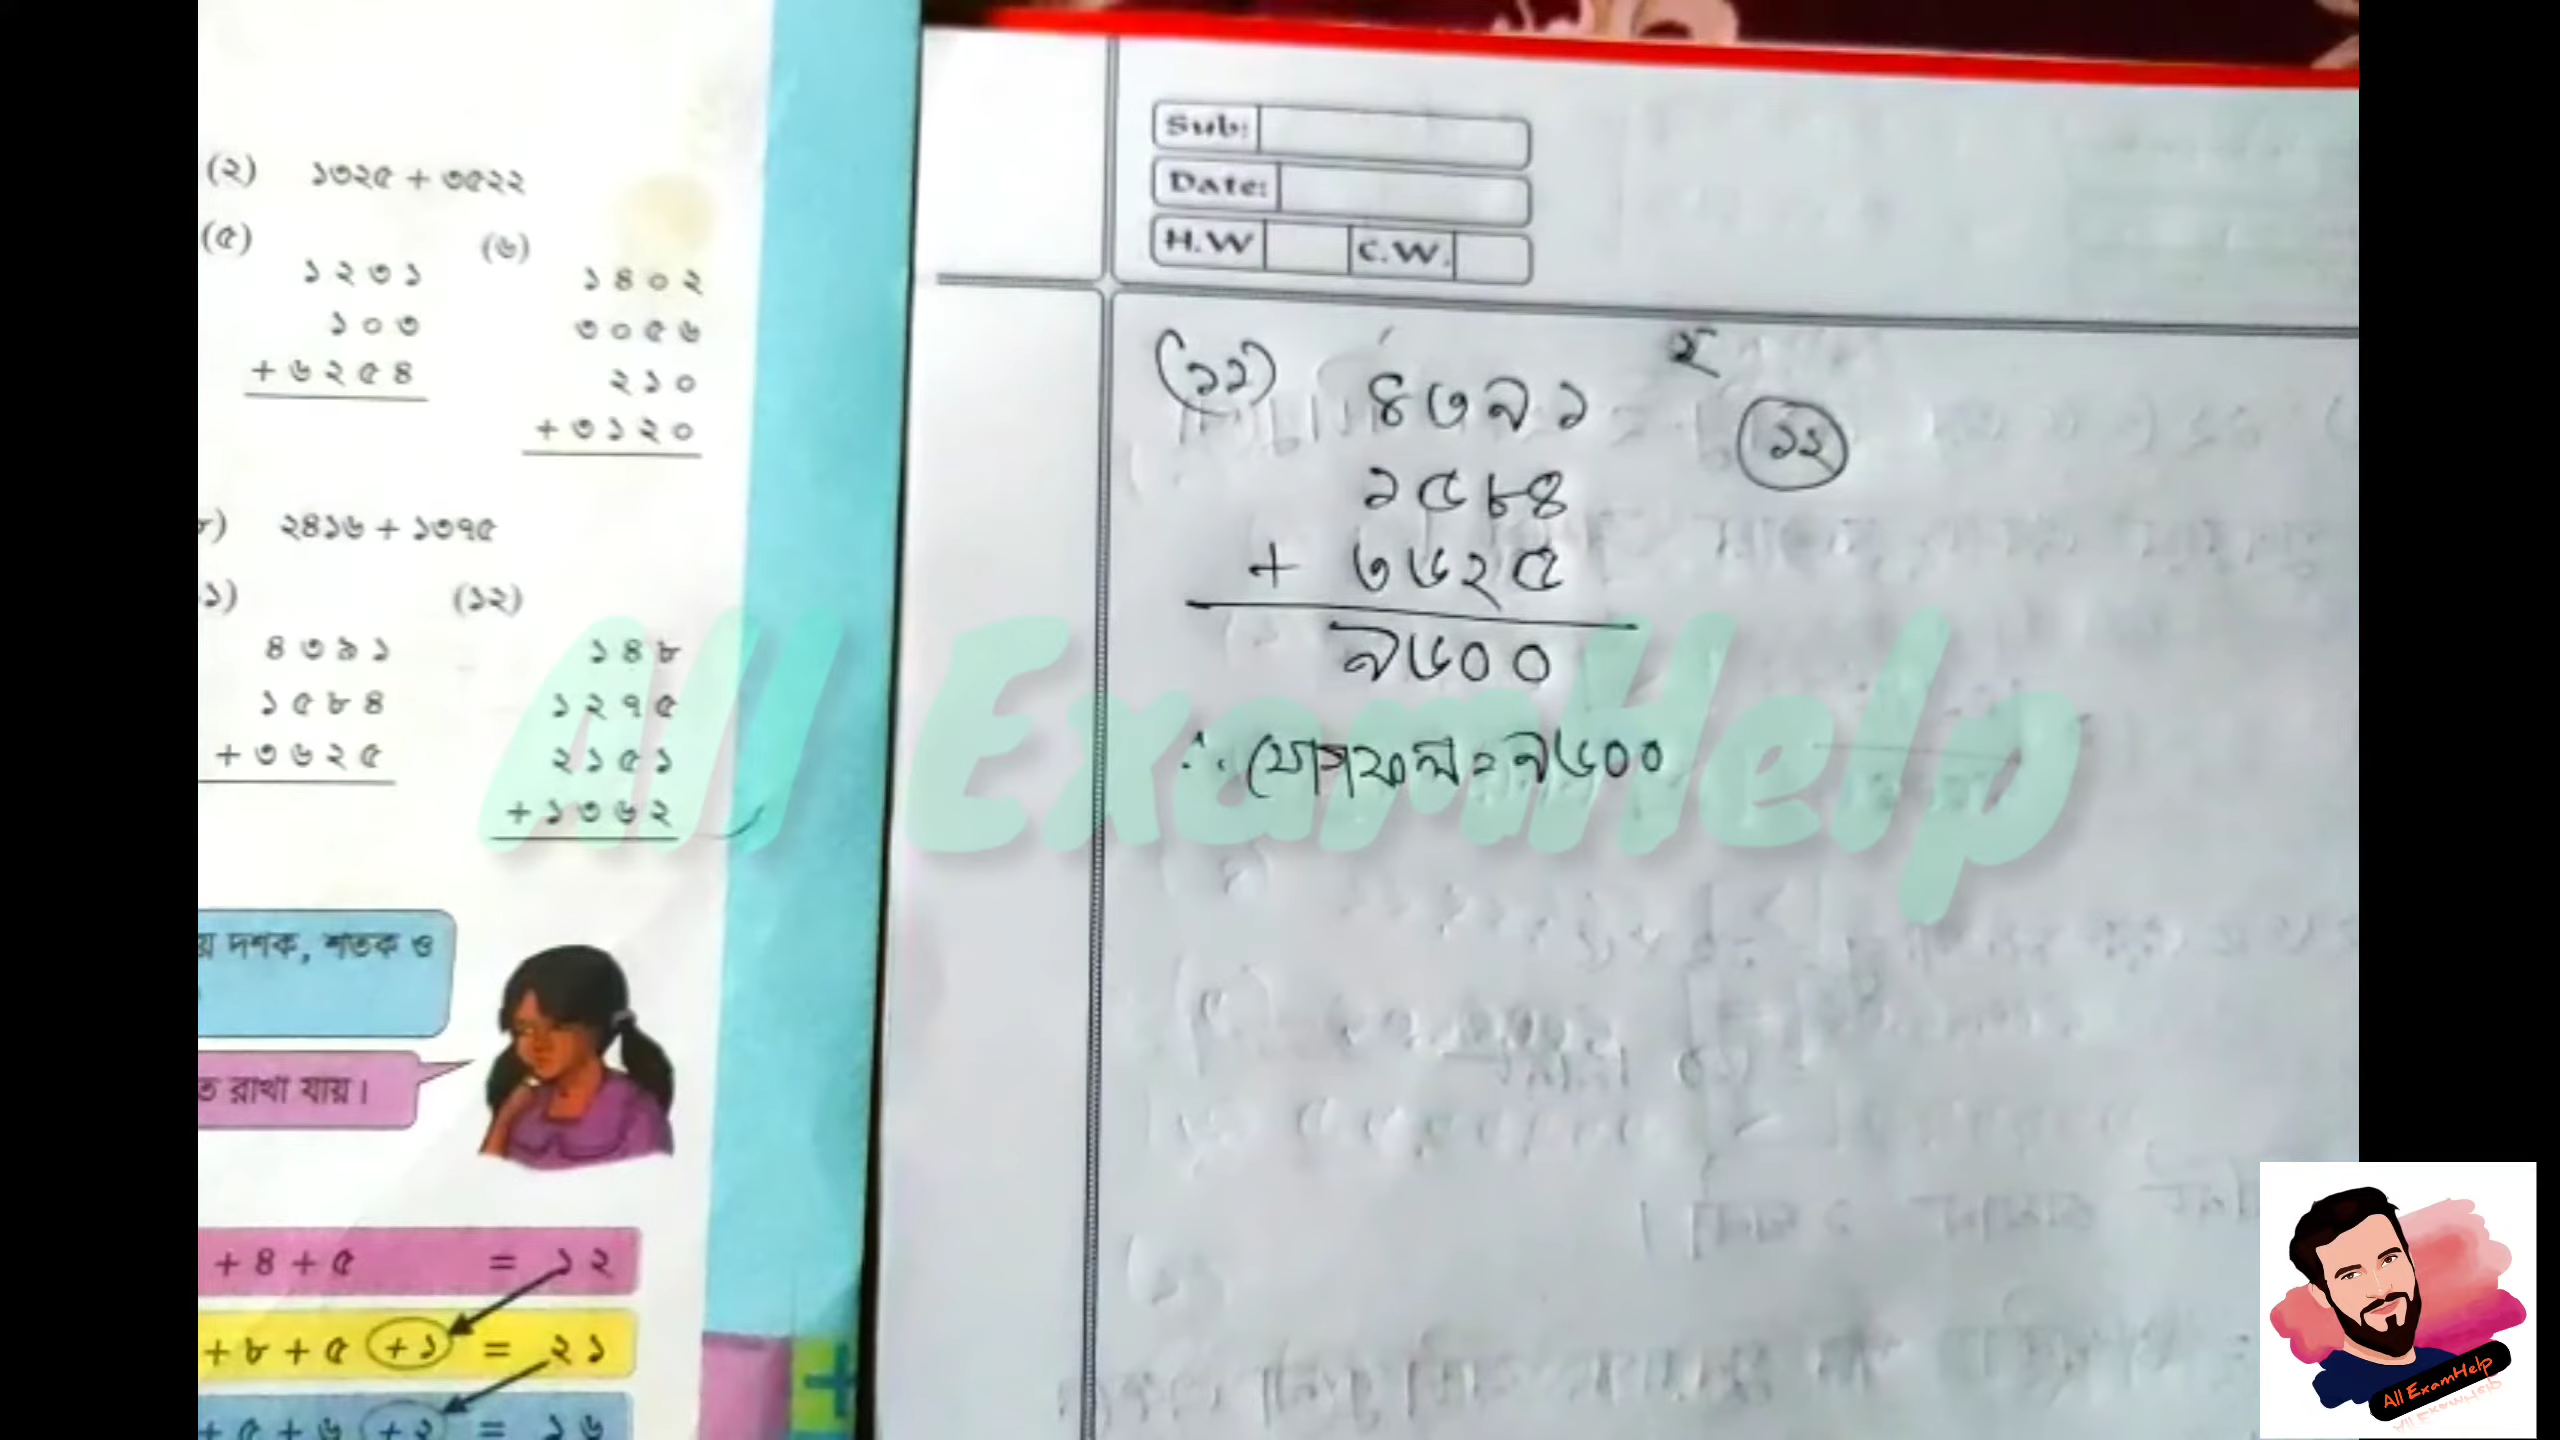 (২) ১৩২৫ + ৩৫২২
(৫)
১২৩১
১০৩
+ ৬২৫৪
(৬)
১৪০২
৩০৫৬
২১০
+ ৩১২০
৮) ২৪১৬ + ১৩৭৫
১)
৪৩৯১
১৫৮৪
+ ৩৬২৫
(১২)
১৪৮
১২৭৫
২১৫১
+ ১৩৬২
য় দশক, শতক ও
ত রাখা যায়।
+ ৪ + ৫ = ১২
+ ৮ + ৫ +১ = ২১
+ ৫ + ৬ +২ = ১৬
+
Sub:
Date:
H.W C.W.
(১১) ৪৩৯১
১৫৮৪
+ ৩৬২৫
৯৬০০
∴ যোগফল = ৯৬০০
১২
All ExamHelp
All ExamHelp